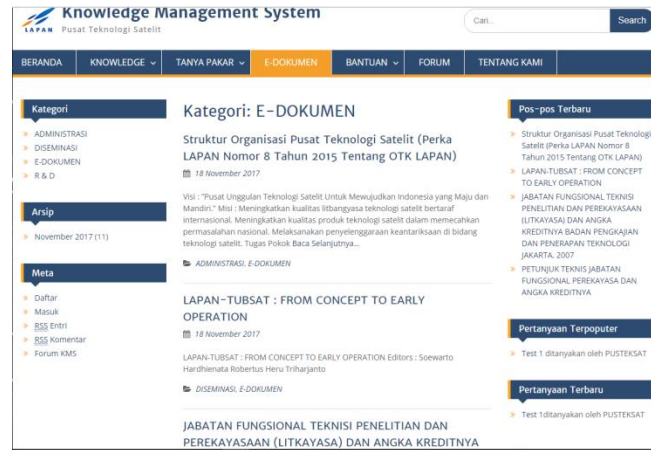 Knowledge Management System
LAPAN Pusat Teknologi Satelit
Cari...
Search
BERANDA
KNOWLEDGE
TANYA PAKAR
E-DOKUMEN
BANTUAN
FORUM
TENTANG KAMI
Kategori
ADMINISTRASI
DISEMINASI
E-DOKUMEN
R & D
Arsip
November 2017 (11)
Meta
Daftar
Masuk
RSS Entri
RSS Komentar
Forum KMS
Kategori: E-DOKUMEN
Struktur Organisasi Pusat Teknologi Satelit (Perka
LAPAN Nomor 8 Tahun 2015 Tentang OTK LAPAN)
18 November 2017
Visi : "Pusat Unggulan Teknologi Satelit Untuk Mewujudkan Indonesia yang Maju dan
Mandiri." Misi : Meningkatkan kualitas litbangyasa teknologi satelit bertaraf
internasional. Meningkatkan kualitas produk teknologi satelit dalam memecahkan
permasalahan nasional. Melaksanakan penyelenggaraan keantariksaan di bidang
teknologi satelit. Tugas Pokok Baca Selanjutnya...
ADMINISTRASI, E-DOKUMEN
LAPAN-TUBSAT : FROM CONCEPT TO EARLY
OPERATION
18 November 2017
LAPAN-TUBSAT : FROM CONCEPT TO EARLY OPERATION Editors : Soewarto
Hardhienata Robertus Heru Triharjanto
DISEMINASI, E-DOKUMEN
JABATAN FUNGSIONAL TEKNISI PENELITIAN DAN
PEREKAYASAAN (LITKAYASA) DAN ANGKA KREDITNYA
Pos-pos Terbaru
Struktur Organisasi Pusat Teknologi
Satelit (Perka LAPAN Nomor 8
Tahun 2015 Tentang OTK LAPAN)
LAPAN-TUBSAT : FROM CONCEPT
TO EARLY OPERATION
JABATAN FUNGSIONAL TEKNISI
PENELITIAN DAN PEREKAYASAAN
(LITKAYASA) DAN ANGKA
KREDITNYA BADAN PENGKAJIAN
DAN PENERAPAN TEKNOLOGI
JAKARTA, 2007
PETUNJUK TEKNIS JABATAN
FUNGSIONAL PEREKAYASA DAN
ANGKA KREDITNYA
Pertanyaan Terpoputer
Test 1 ditanyakan oleh PUSTEKSAT
Pertanyaan Terbaru
Test 1ditanyakan oleh PUSTEKSAT